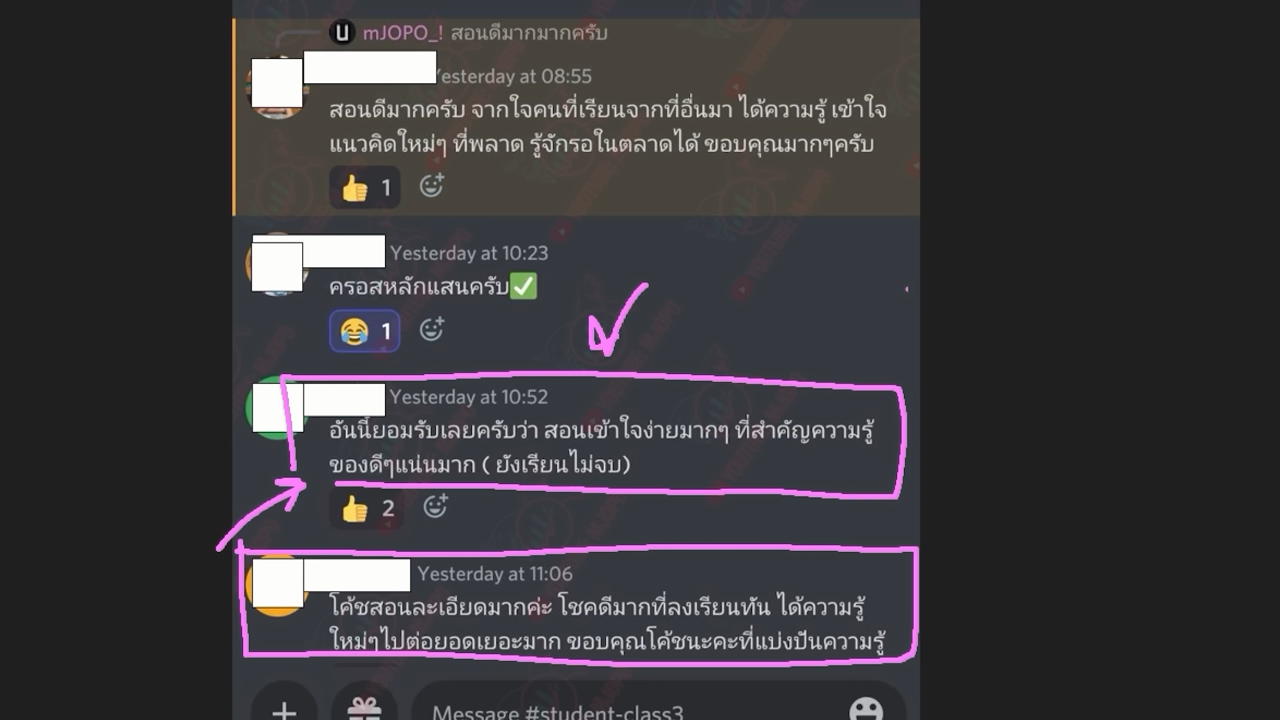 mJOPO_! สอนดีมากมากครับ
Yesterday at 08:55
สอนดีมากครับ จากใจคนที่เรียนจากที่อื่นมา ได้ความรู้ เข้าใจ
แนวคิดใหม่ๆ ที่พลาด รู้จักรอในตลาดได้ ขอบคุณมากๆครับ
👍 1
Yesterday at 10:23
ครอสหลักแสนครับ✅
😂 1
Yesterday at 10:52
อันนี้ยอมรับเลยครับว่า สอนเข้าใจง่ายมากๆ ที่สำคัญความรู้
ของดีๆแน่นมาก ( ยังเรียนไม่จบ)
👍 2
Yesterday at 11:06
โค้ชสอนละเอียดมากค่ะ โชคดีมากที่ลงเรียนทัน ได้ความรู้
ใหม่ๆไปต่อยอดเยอะมาก ขอบคุณโค้ชนะคะที่แบ่งปันความรู้
Message #student-class3